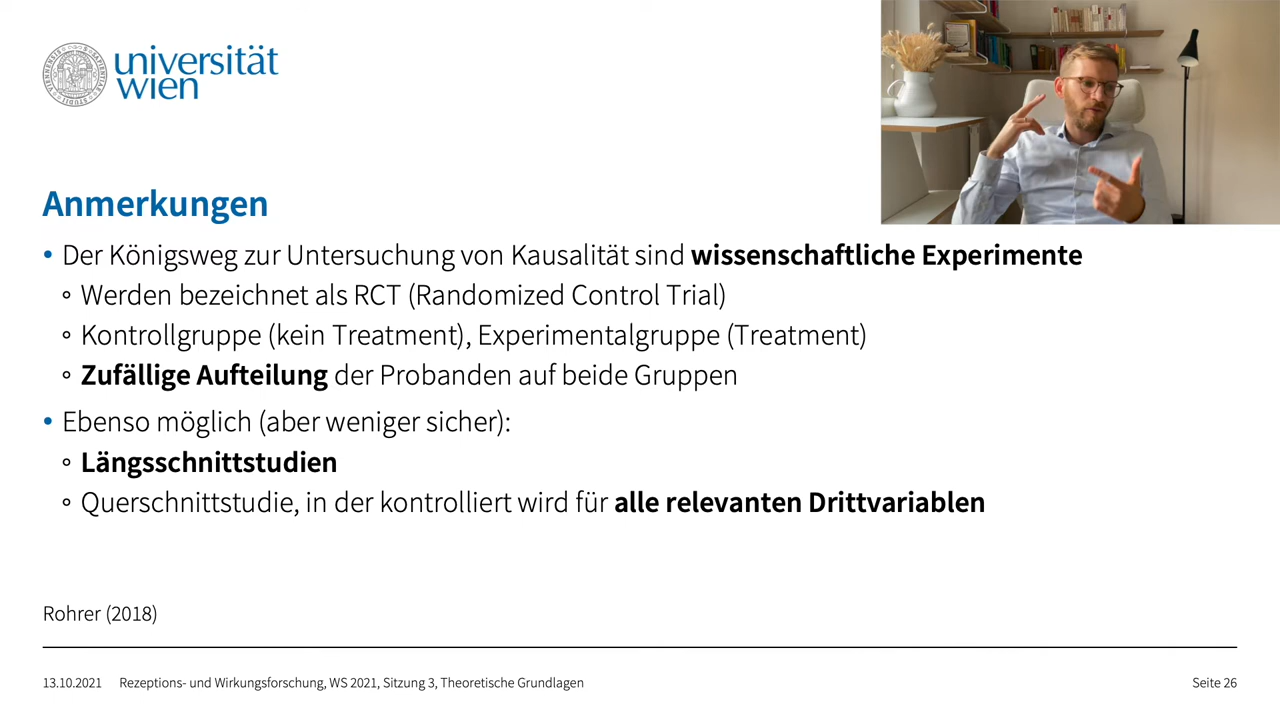 universität
wien
Anmerkungen
• Der Königsweg zur Untersuchung von Kausalität sind wissenschaftliche Experimente
◦ Werden bezeichnet als RCT (Randomized Control Trial)
◦ Kontrollgruppe (kein Treatment), Experimentalgruppe (Treatment)
◦ Zufällige Aufteilung der Probanden auf beide Gruppen
• Ebenso möglich (aber weniger sicher):
◦ Längsschnittstudien
◦ Querschnittstudie, in der kontrolliert wird für alle relevanten Drittvariablen
Rohrer (2018)
13.10.2021 Rezeptions- und Wirkungsforschung, WS 2021, Sitzung 3, Theoretische Grundlagen Seite 26